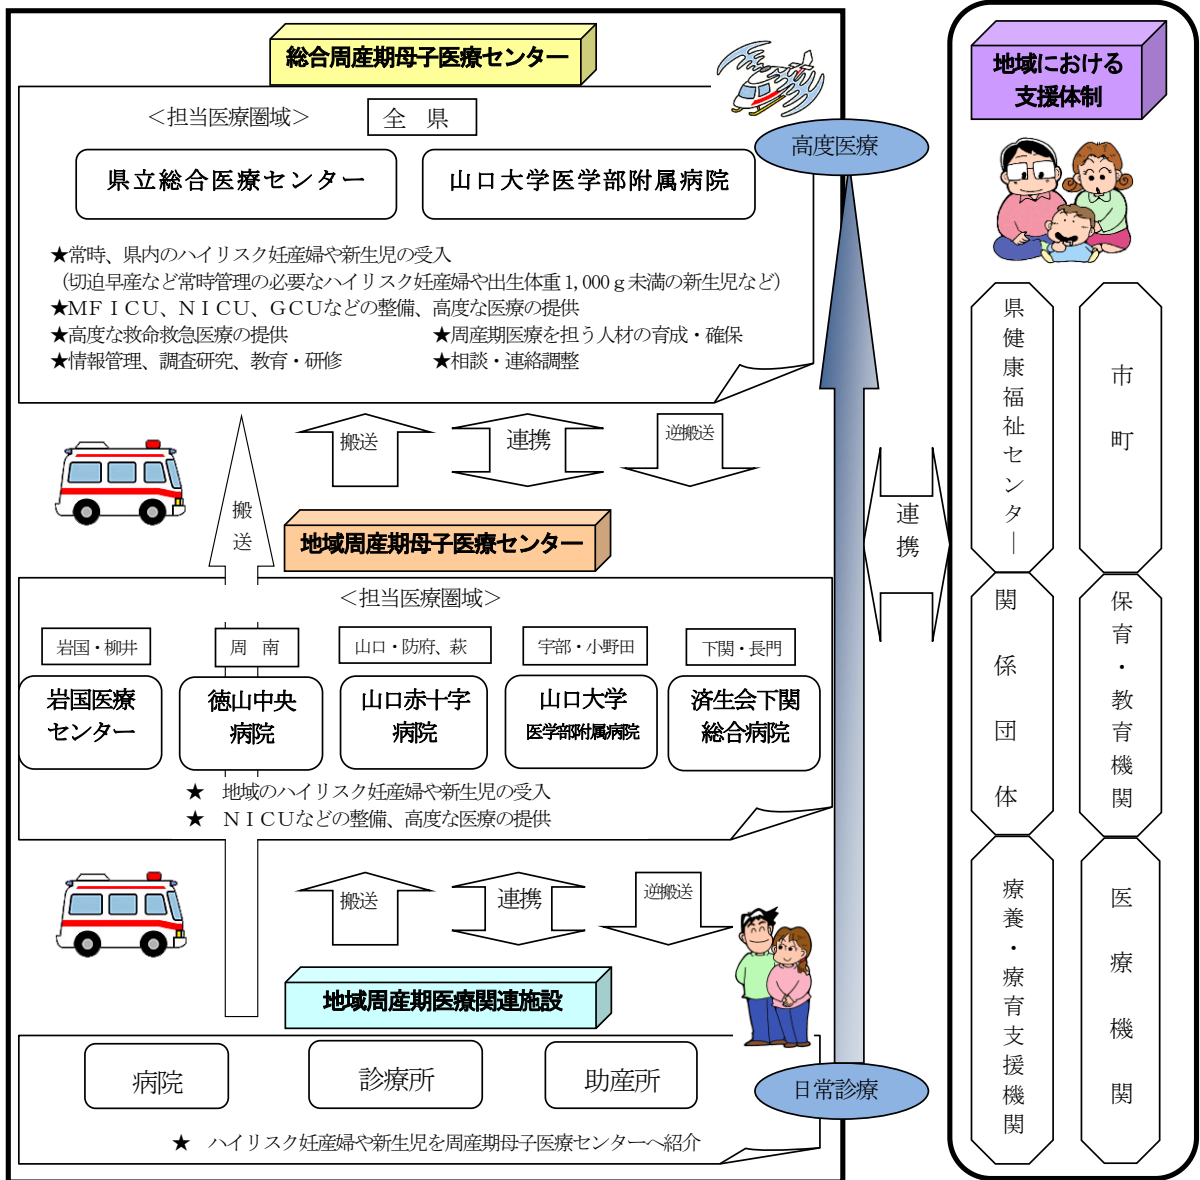 総合周産期母子医療センター
＜担当医療圏域＞
全　県
県立総合医療センター
山口大学医学部附属病院
★常時、県内のハイリスク妊産婦や新生児の受入
（切迫早産など常時管理の必要なハイリスク妊産婦や出生体重1,000ｇ未満の新生児など）
★ＭＦＩＣＵ、ＮＩＣＵ、ＧＣＵなどの整備、高度な医療の提供
★高度な救命救急医療の提供
★周産期医療を担う人材の育成・確保
★情報管理、調査研究、教育・研修
★相談・連絡調整
搬送
連携
逆搬送
搬送
地域周産期母子医療センター
＜担当医療圏域＞
岩国・柳井
周　南
山口・防府、萩
宇部・小野田
下関・長門
岩国医療
センター
徳山中央
病院
山口赤十字
病院
山口大学
医学部附属病院
済生会下関
総合病院
★　地域のハイリスク妊産婦や新生児の受入
★　ＮＩＣＵなどの整備、高度な医療の提供
搬送
連携
逆搬送
地域周産期医療関連施設
病院
診療所
助産所
★　ハイリスク妊産婦や新生児を周産期母子医療センターへ紹介
高度医療
日常診療
連携
地域における
支援体制
県健康福祉センター
市町
関係団体
保育・教育機関
療養・療育支援機関
医療機関